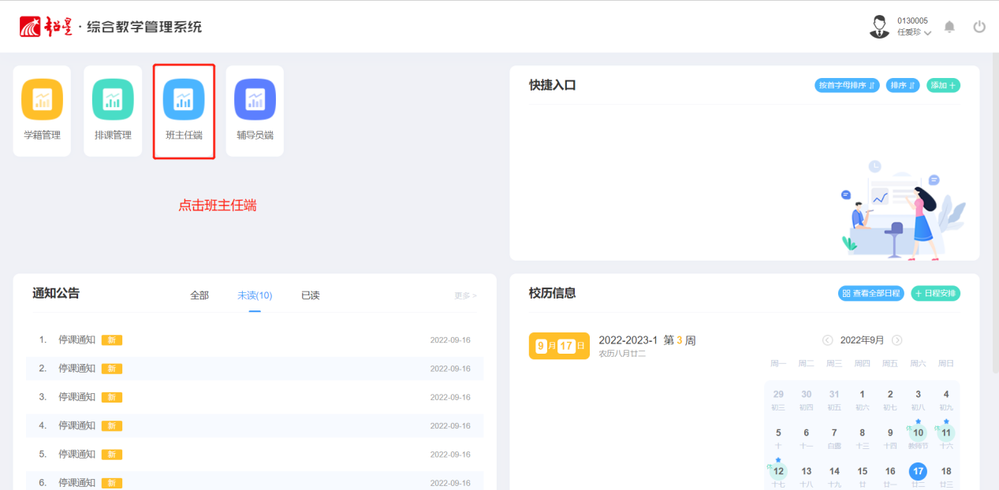 超星 · 综合教学管理系统
0130005
任爱珍
学籍管理
排课管理
班主任端
辅导员端
点击班主任端
快捷入口
按首字母排序
排序
添加 +
通知公告
全部
未读(10)
已读
更多 >
1. 停课通知 新 2022-09-16
2. 停课通知 新 2022-09-16
3. 停课通知 新 2022-09-16
4. 停课通知 新 2022-09-16
5. 停课通知 新 2022-09-16
6. 停课通知 新 2022-09-16
校历信息
查看全部日程
+ 日程安排
9 月 17 日
2022-2023-1 第 3 周
农历八月廿二
2022年9月
周一 周二 周三 周四 周五 周六 周日
29 30 31 1 2 3 4
初三 初四 初五 初六 初七 初八 初九
5 6 7 8 9 休 10 休 11
十 十一 白露 十三 十四 教师节 十六
休 12 13 14 15 16 17 18
十七 十八 十九 廿 廿一 廿二 廿三